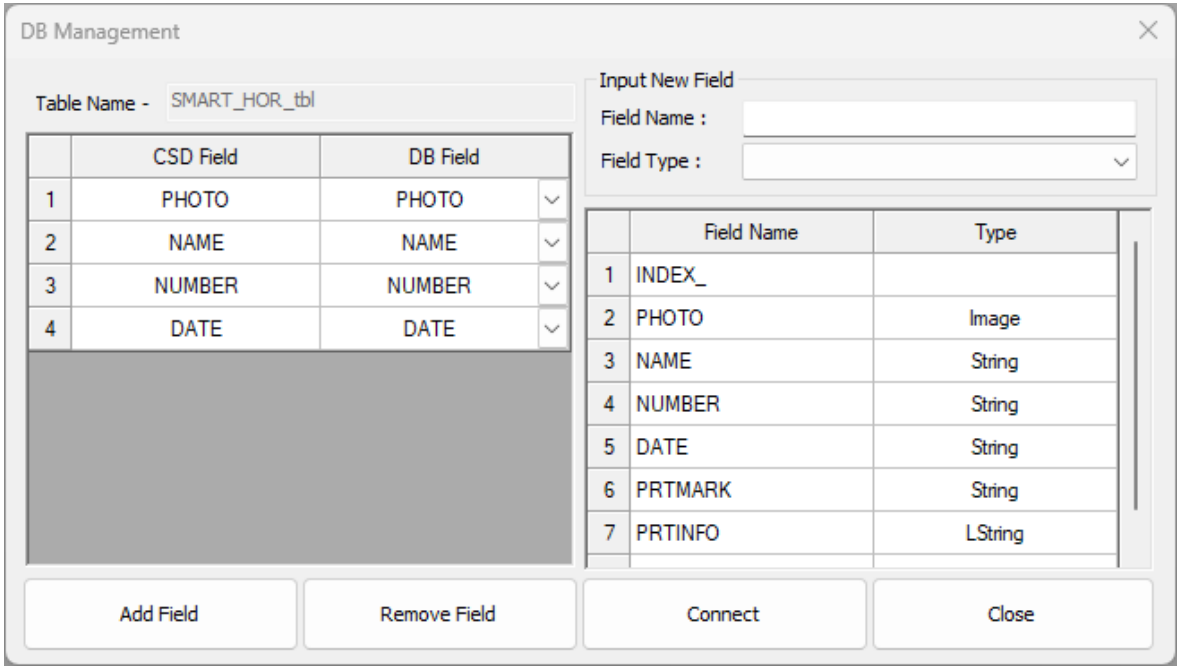 DB Management
Table Name - SMART_HOR_tbl
CSD Field DB Field
1 PHOTO PHOTO
2 NAME NAME
3 NUMBER NUMBER
4 DATE DATE
Input New Field
Field Name :
Field Type :
Field Name Type
1 INDEX_
2 PHOTO Image
3 NAME String
4 NUMBER String
5 DATE String
6 PRTMARK String
7 PRTINFO LString
Add Field Remove Field Connect Close